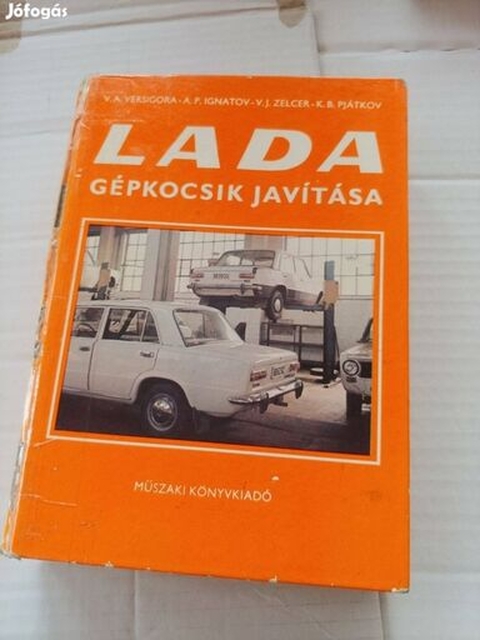 Jófogás
V. A. VERSIGORA · A. P. IGNATOV · V. J. ZELCER · K. B. PJÁTKOV
LADA
GÉPKOCSIK JAVÍTÁSA
MŰSZAKI KÖNYVKIADÓ